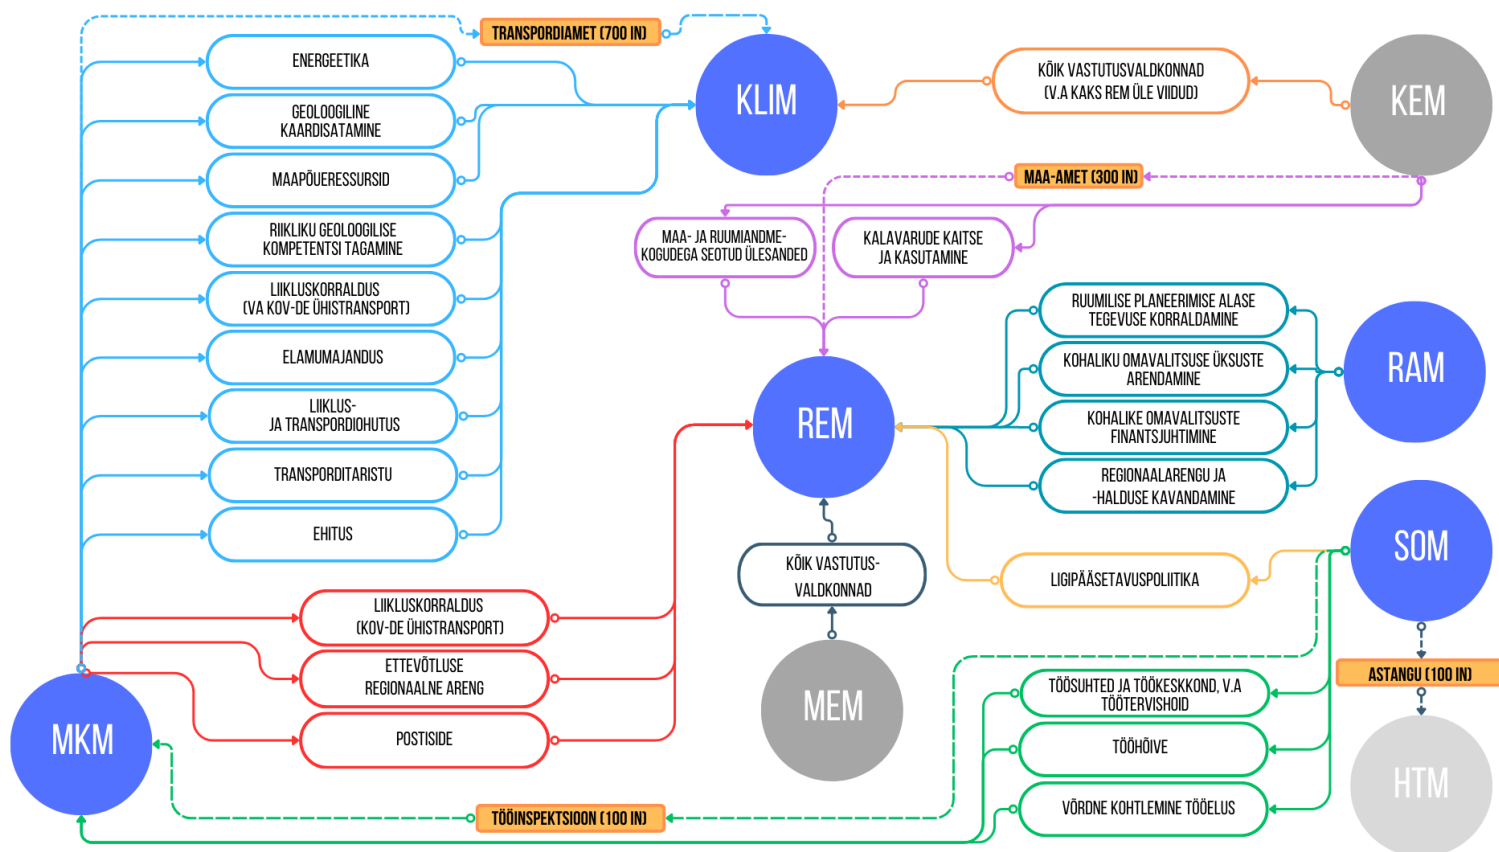 TRANSPORDIAMET (700 IN)
ENERGEETIKA
GEOLOOGILINE
KAARDISATAMINE
MAAPÕUERESSURSID
RIIKLIKU GEOLOOGILISE
KOMPETENTSI TAGAMINE
LIIKLUSKORRALDUS
(VA KOV-DE ÜHISTRANSPORT)
ELAMUMAJANDUS
LIIKLUS-
JA TRANSPORDIOHUTUS
TRANSPORDITARISTU
EHITUS
KLIM
KÕIK VASTUTUSVALDKONNAD
(V.A KAKS REM ÜLE VIIDUD)
KEM
MAA-AMET (300 IN)
MAA- JA RUUMIANDME-
KOGUDEGA SEOTUD ÜLESANDED
KALAVARUDE KAITSE
JA KASUTAMINE
RUUMILISE PLANEERIMISE ALASE
TEGEVUSE KORRALDAMINE
KOHALIKU OMAVALITSUSE ÜKSUSTE
ARENDAMINE
KOHALIKE OMAVALITSUSTE
FINANTSJUHTIMINE
REGIONAALARENGU JA
-HALDUSE KAVANDAMINE
RAM
REM
KÕIK VASTUTUS-
VALDKONNAD
MEM
LIGIPÄÄSETAVUSPOLIITIKA
SOM
LIIKLUSKORRALDUS
(KOV-DE ÜHISTRANSPORT)
ETTEVÕTLUSE
REGIONAALNE ARENG
POSTISIDE
MKM
TÖÖSUHTED JA TÖÖKESKKOND, V.A
TÖÖTERVISHOID
TÖÖHÕIVE
VÕRDNE KOHTLEMINE TÖÖELUS
ASTANGU (100 IN)
HTM
TÖÖINSPEKTSIOON (100 IN)